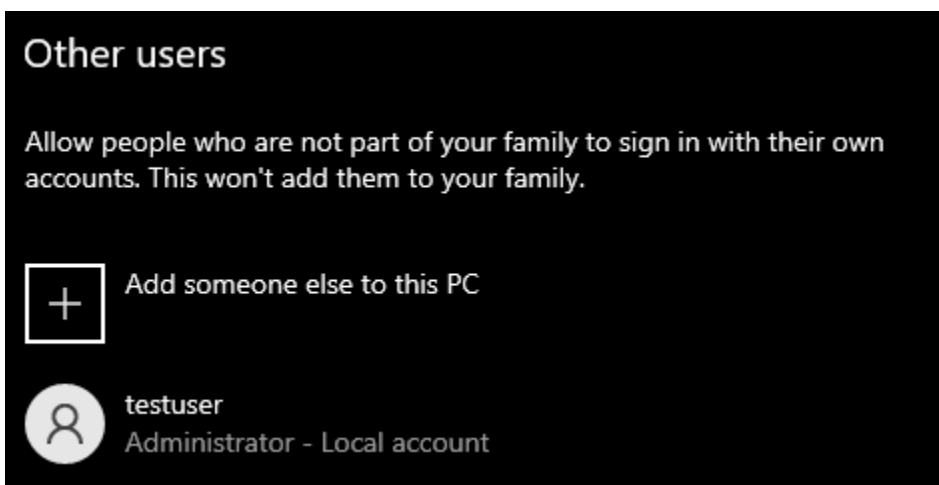 Other users
Allow people who are not part of your family to sign in with their own
accounts. This won't add them to your family.
Add someone else to this PC
testuser
Administrator - Local account